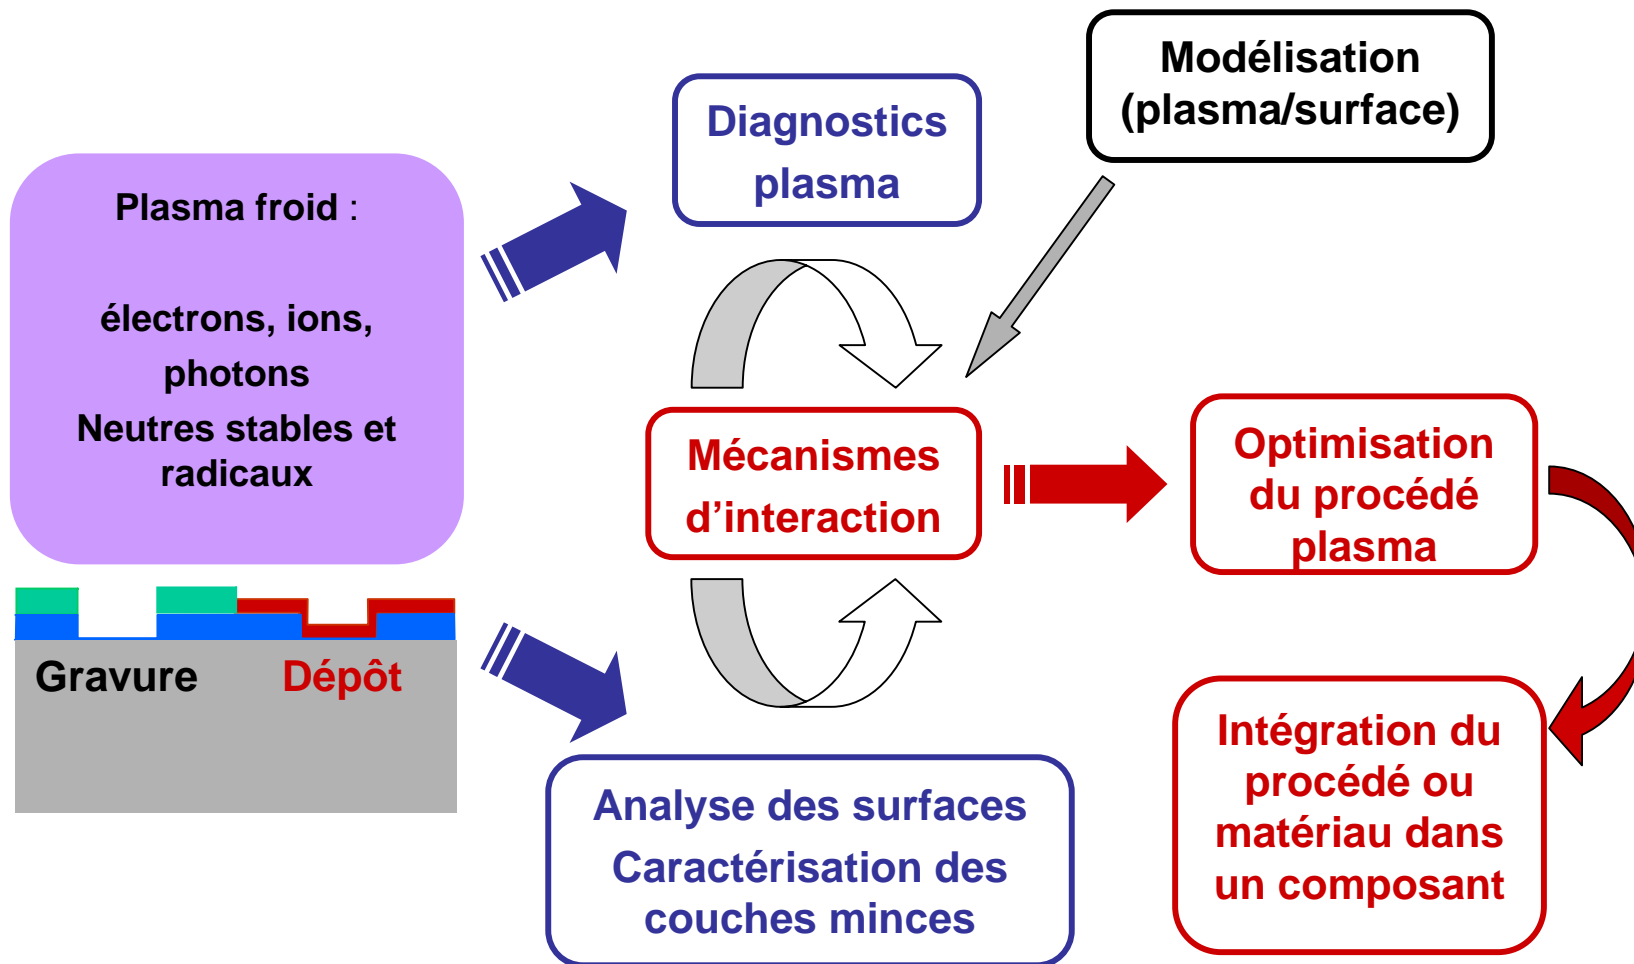 Plasma froid :
électrons, ions,
photons
Neutres stables et
radicaux
Gravure
Dépôt
Diagnostics
plasma
Modélisation
(plasma/surface)
Mécanismes
d’interaction
Analyse des surfaces
Caractérisation des
couches minces
Optimisation
du procédé
plasma
Intégration du
procédé ou
matériau dans
un composant